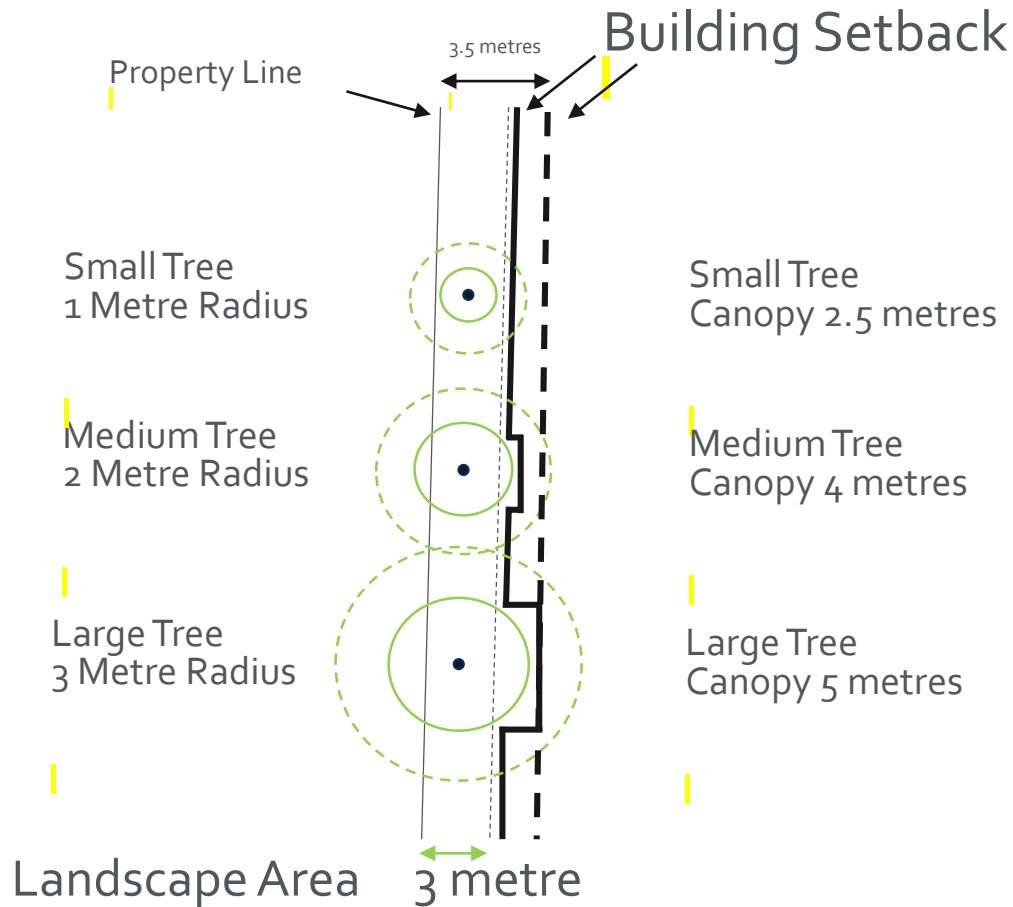 Building Setback
3.5 metres
Property Line
Small Tree
1 Metre Radius
Small Tree
Canopy 2.5 metres
Medium Tree
2 Metre Radius
Medium Tree
Canopy 4 metres
Large Tree
3 Metre Radius
Large Tree
Canopy 5 metres
Landscape Area
3 metre